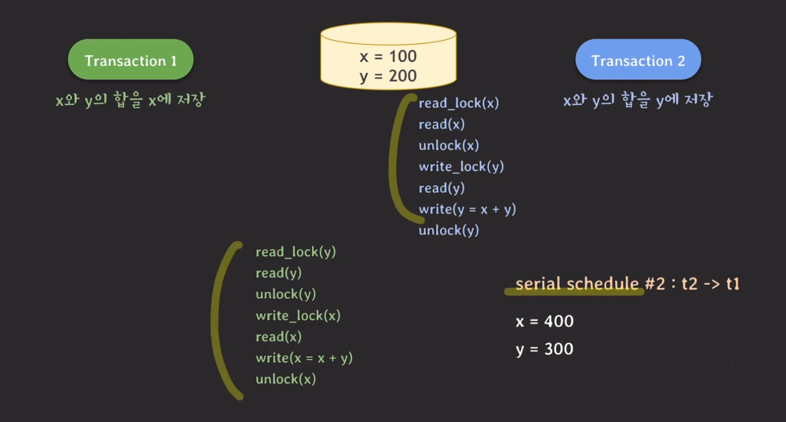 Transaction 1
x와 y의 합을 x에 저장
x = 100
y = 200
Transaction 2
x와 y의 합을 y에 저장
read_lock(x)
read(x)
unlock(x)
write_lock(y)
read(y)
write(y = x + y)
unlock(y)
read_lock(y)
read(y)
unlock(y)
write_lock(x)
read(x)
write(x = x + y)
unlock(x)
serial schedule #2 : t2 -> t1
x = 400
y = 300